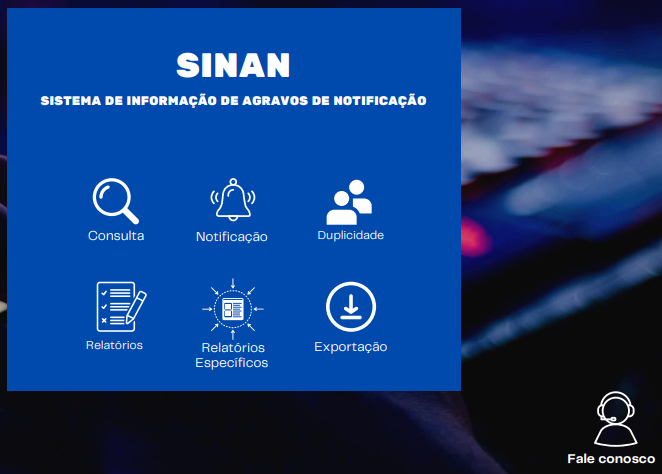 SINAN
SISTEMA DE INFORMAÇÃO DE AGRAVOS DE NOTIFICAÇÃO
Consulta
Notificação
Duplicidade
Relatórios
Relatórios
Específicos
Exportação
Fale conosco